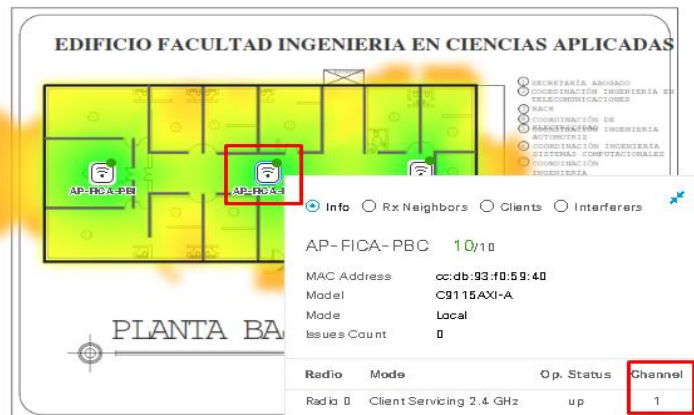 EDIFICIO FACULTAD INGENIERIA EN CIENCIAS APLICADAS
SECRETARÍA ABOGADO
COORDINACIÓN INGENIERÍA EN
TELECOMUNICACIONES
RACK
COORDINACIÓN DE
COORDINACIÓN INGENIERÍA
AUTOMOTRIZ
COORDINACIÓN INGENIERÍA
SISTEMAS COMPUTACIONALES
COORDINACIÓN
INGENIERIA
AP-FICA-PBI
AP-FICA-
Info Rx Neighbors Clients Interferers
AP-FICA-PBC 10/10
MAC Address cc:db:93:f0:59:40
Model C9115AXI-A
Mode Local
Issues Count 0
PLANTA BA
Radio Mode Op. Status Channel
Radio 0 Client Servicing 2.4 GHz up 1